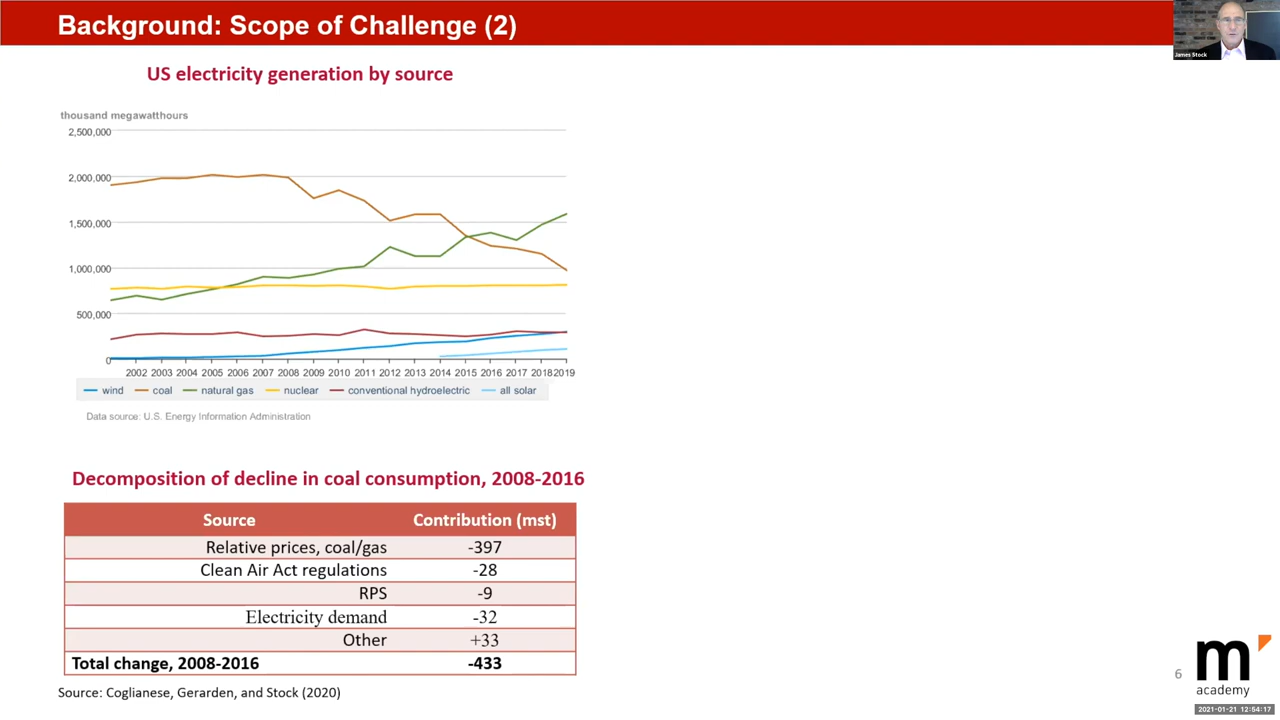 Background: Scope of Challenge (2)
James Stock
US electricity generation by source
thousand megawatthours
2,500,000
2,000,000
1,500,000
1,000,000
500,000
0
2002 2003 2004 2005 2006 2007 2008 2009 2010 2011 2012 2013 2014 2015 2016 2017 2018 2019
wind coal natural gas nuclear conventional hydroelectric all solar
Data source: U.S. Energy Information Administration
Decomposition of decline in coal consumption, 2008-2016
Source Contribution (mst)
Relative prices, coal/gas -397
Clean Air Act regulations -28
RPS -9
Electricity demand -32
Other +33
Total change, 2008-2016 -433
Source: Coglianese, Gerarden, and Stock (2020)
6
m'
academy
2021-01-21 12:54:17